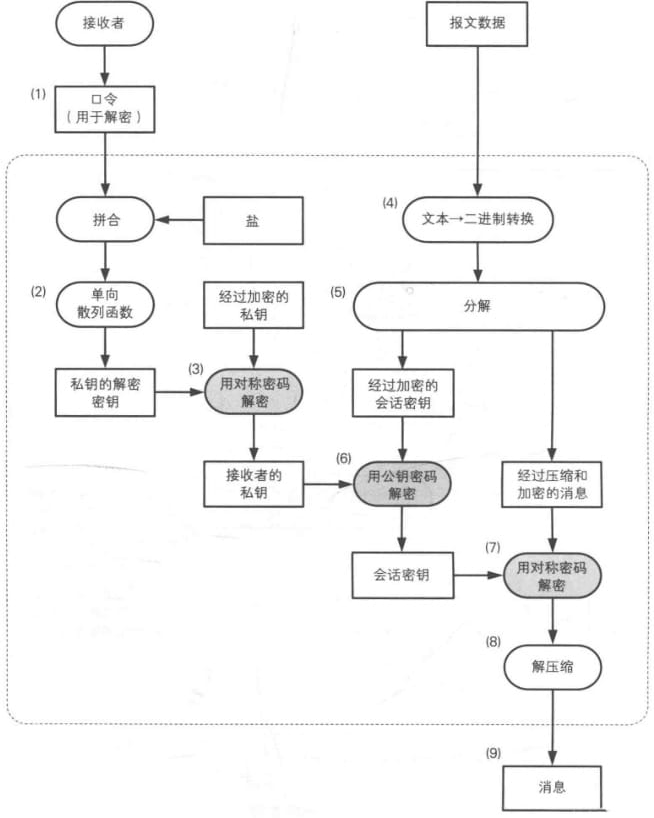 接收者
报文数据
(1)
口令
（用于解密）
拼合
盐
(4)
文本→二进制转换
(2)
单向
散列函数
经过加密的
私钥
(5)
分解
私钥的解密
密钥
(3)
用对称密码
解密
经过加密的
会话密钥
接收者的
私钥
(6)
用公钥密码
解密
经过压缩和
加密的消息
会话密钥
(7)
用对称密码
解密
(8)
解压缩
(9)
消息